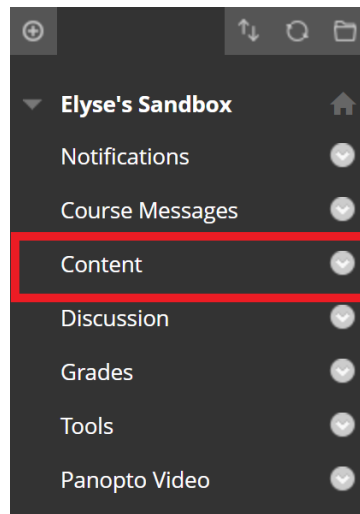 Elyse's Sandbox
Notifications
Course Messages
Content
Discussion
Grades
Tools
Panopto Video